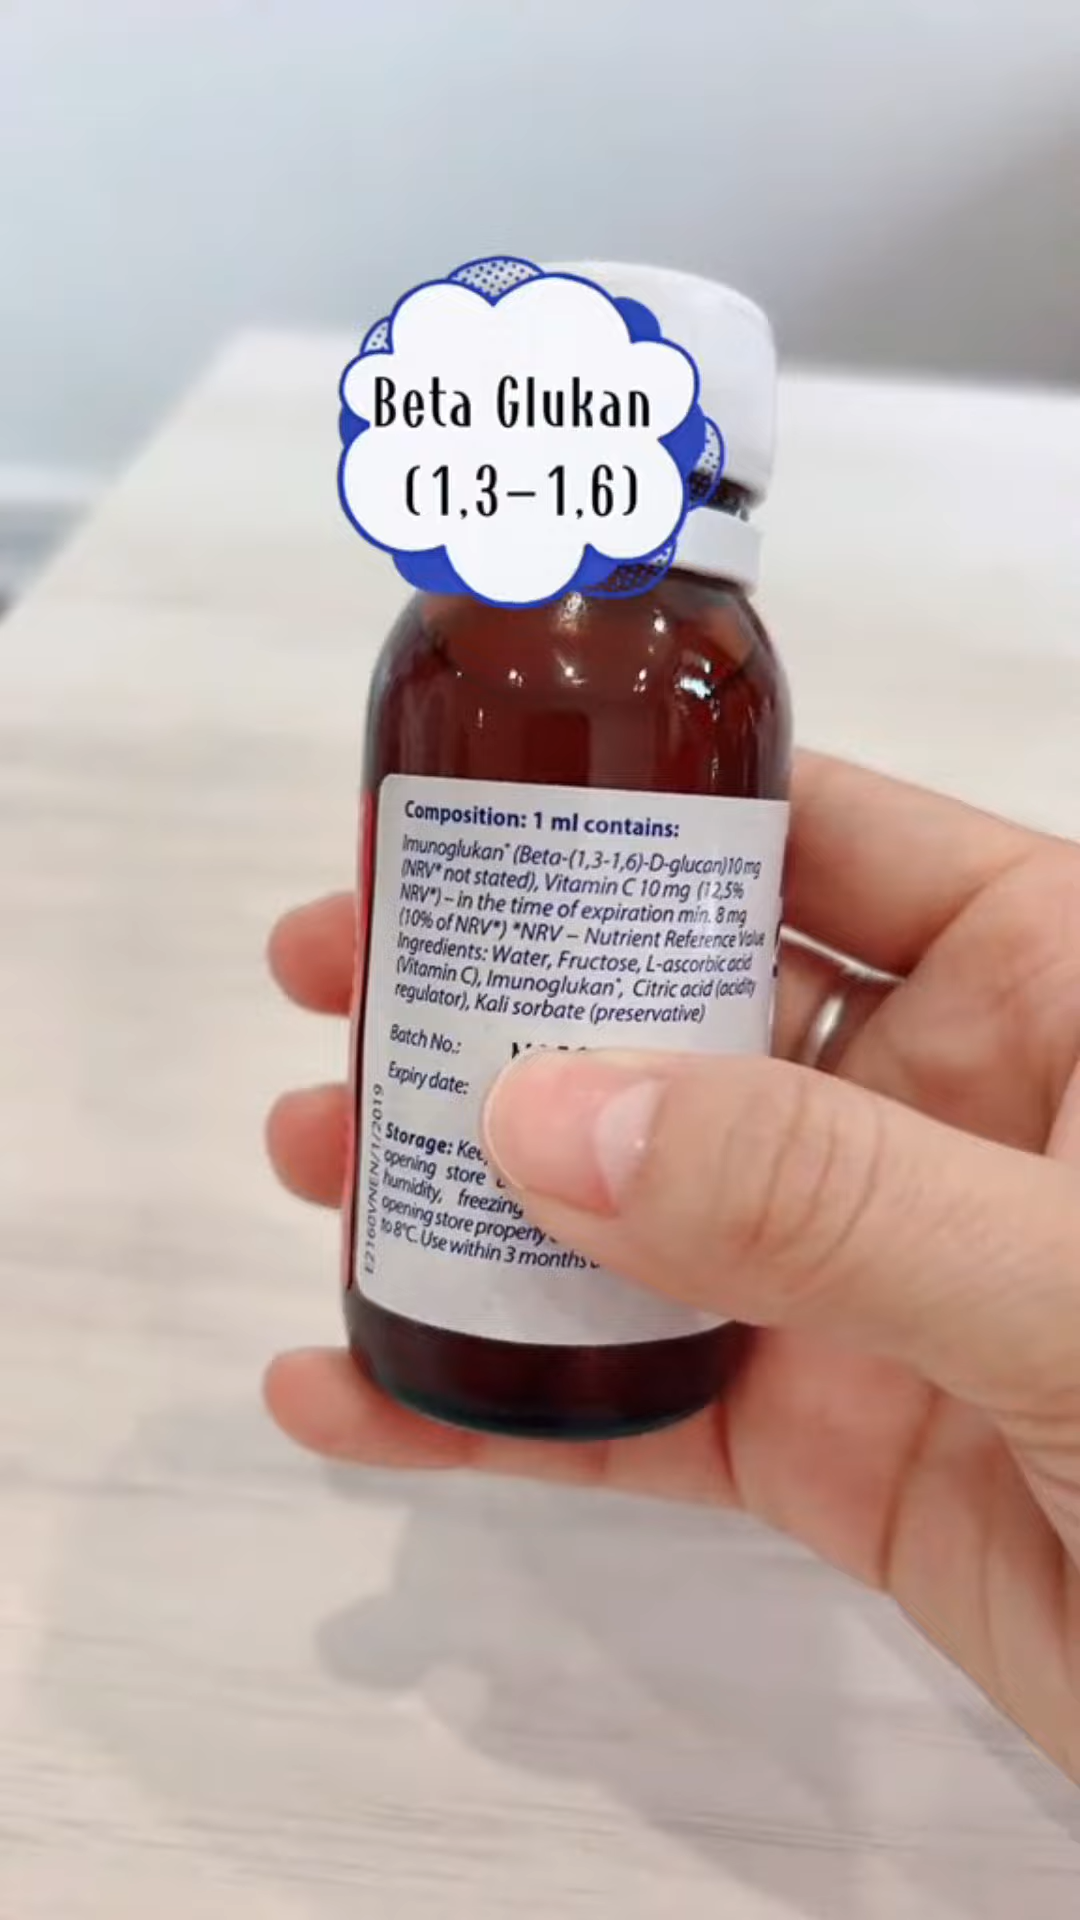 Beta Glukan
(1,3–1,6)
Composition: 1 ml contains:
Imunoglukan® (Beta-(1,3-1,6)-D-glucan)10 mg
(NRV* not stated), Vitamin C 10 mg (12,5%
NRV*) – in the time of expiration min. 8 mg
(10% of NRV*) *NRV – Nutrient Reference Value
Ingredients: Water, Fructose, L-ascorbic acid
(Vitamin C), Imunoglukan®, Citric acid (acidity
regulator), Kali sorbate (preservative)
Batch No.:
Expiry date:
Storage:
opening store
humidity, freezing
opening store properly
to 8°C. Use within 3 months
E2160VNEN/1/2019